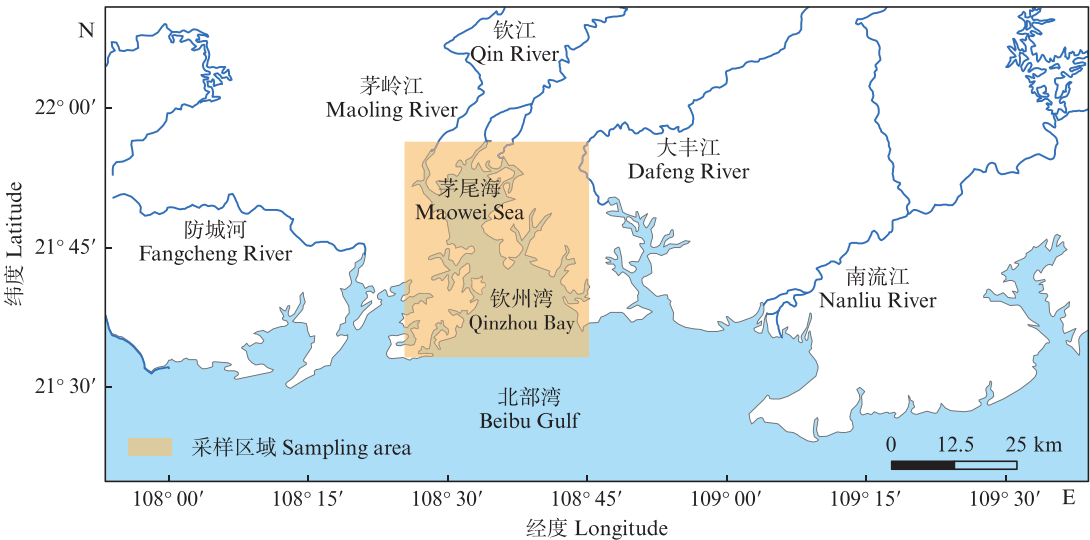 N
钦江
Qin River
茅岭江
Maoling River
22° 00′
大丰江
Dafeng River
茅尾海
Maowei Sea
防城河
Fangcheng River
21° 45′
纬度 Latitude
南流江
Nanliu River
钦州湾
Qinzhou Bay
21° 30′
北部湾
Beibu Gulf
采样区域 Sampling area
0 12.5 25 km
108° 00′ 108° 15′ 108° 30′ 108° 45′ 109° 00′ 109° 15′ 109° 30′ E
经度 Longitude